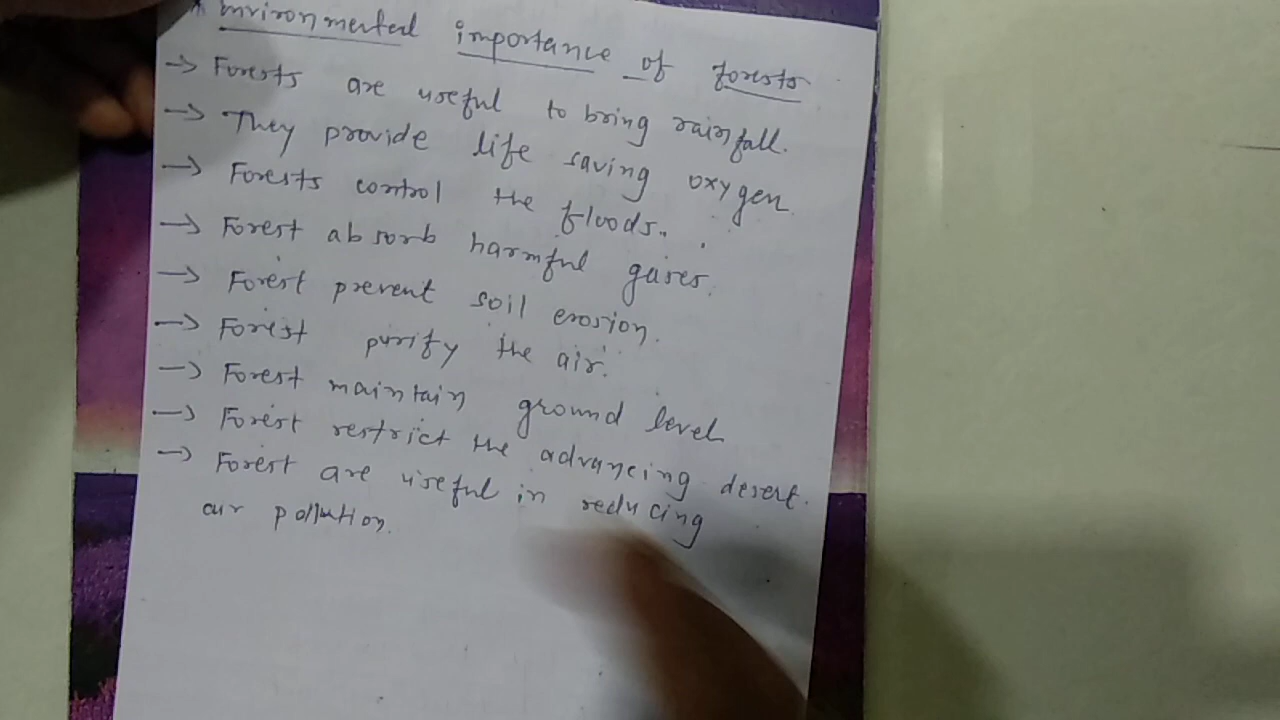 Environmental importance of forests
→ Forests are useful to bring rainfall.
→ They provide life saving oxygen.
→ Forests control the floods.
→ Forest absorb harmful gases.
→ Forest prevent soil erosion.
→ Forest purify the air.
→ Forest maintain ground level
→ Forest restrict the advancing desert.
→ Forest are useful in reducing
air pollution.